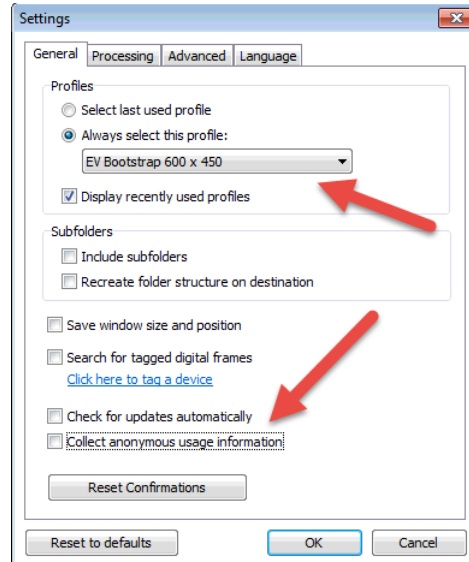 Settings
General Processing Advanced Language
Profiles
Select last used profile
Always select this profile:
EV Bootstrap 600 x 450
Display recently used profiles
Subfolders
Include subfolders
Recreate folder structure on destination
Save window size and position
Search for tagged digital frames
Click here to tag a device
Check for updates automatically
Collect anonymous usage information
Reset Confirmations
Reset to defaults OK Cancel